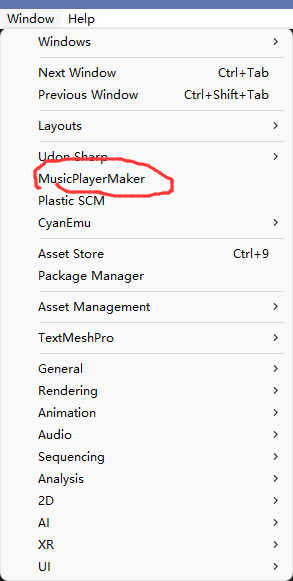 Window Help
Windows
Next Window Ctrl+Tab
Previous Window Ctrl+Shift+Tab
Layouts
Udon Sharp
MusicPlayerMaker
Plastic SCM
CyanEmu
Asset Store Ctrl+9
Package Manager
Asset Management
TextMeshPro
General
Rendering
Animation
Audio
Sequencing
Analysis
2D
AI
XR
UI